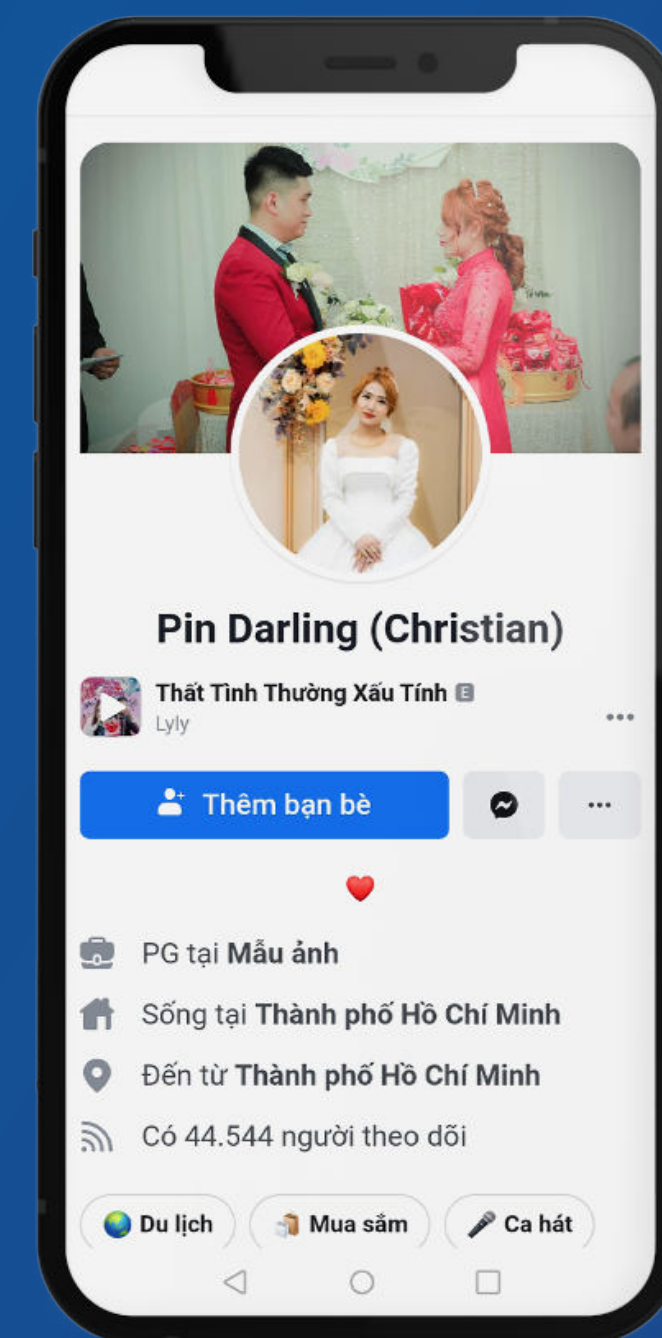 Pin Darling (Christian)
Thất Tình Thường Xấu Tính E
Lyly
Thêm bạn bè
PG tại Mẫu ảnh
Sống tại Thành phố Hồ Chí Minh
Đến từ Thành phố Hồ Chí Minh
Có 44.544 người theo dõi
Du lịch
Mua sắm
Ca hát